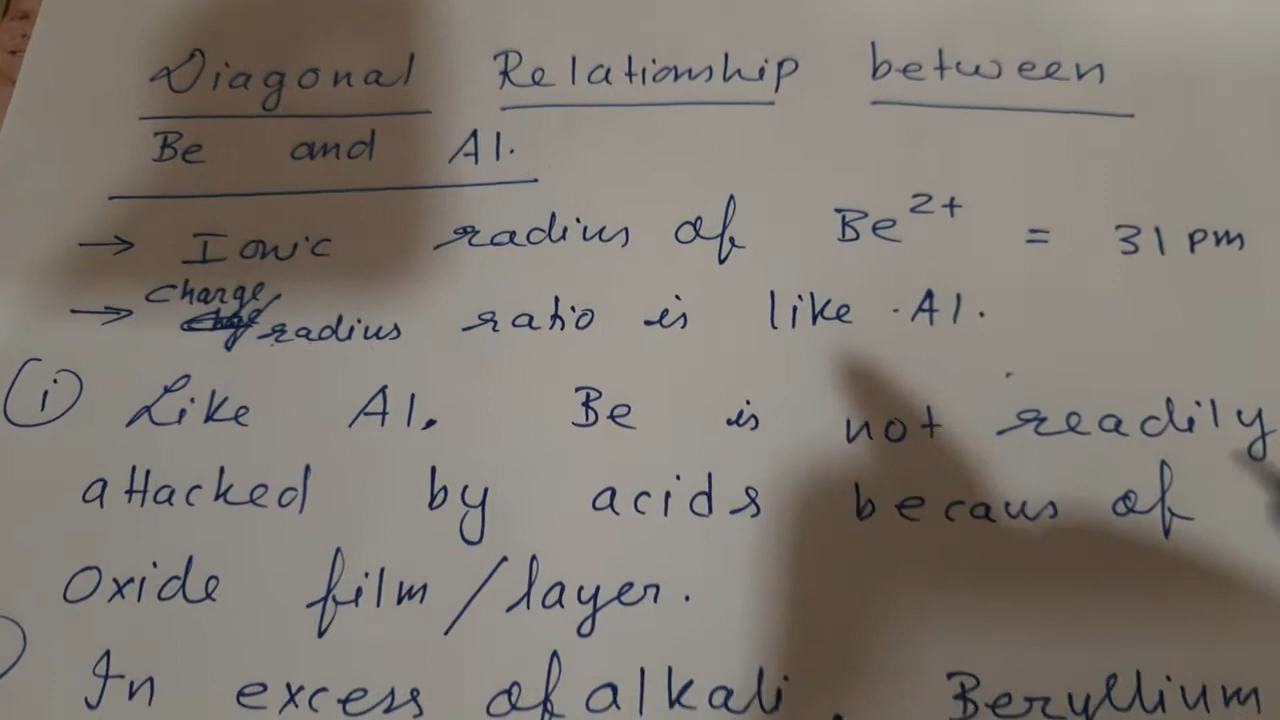 Diagonal Relationship between
Be and Al.
→ Ionic radius of Be²⁺ = 31 pm
→ charge/radius ratio is like Al.
(i) Like Al. Be is not readily
attacked by acids becaus of
Oxide film/layer.
In excess of alkali. Beryllium